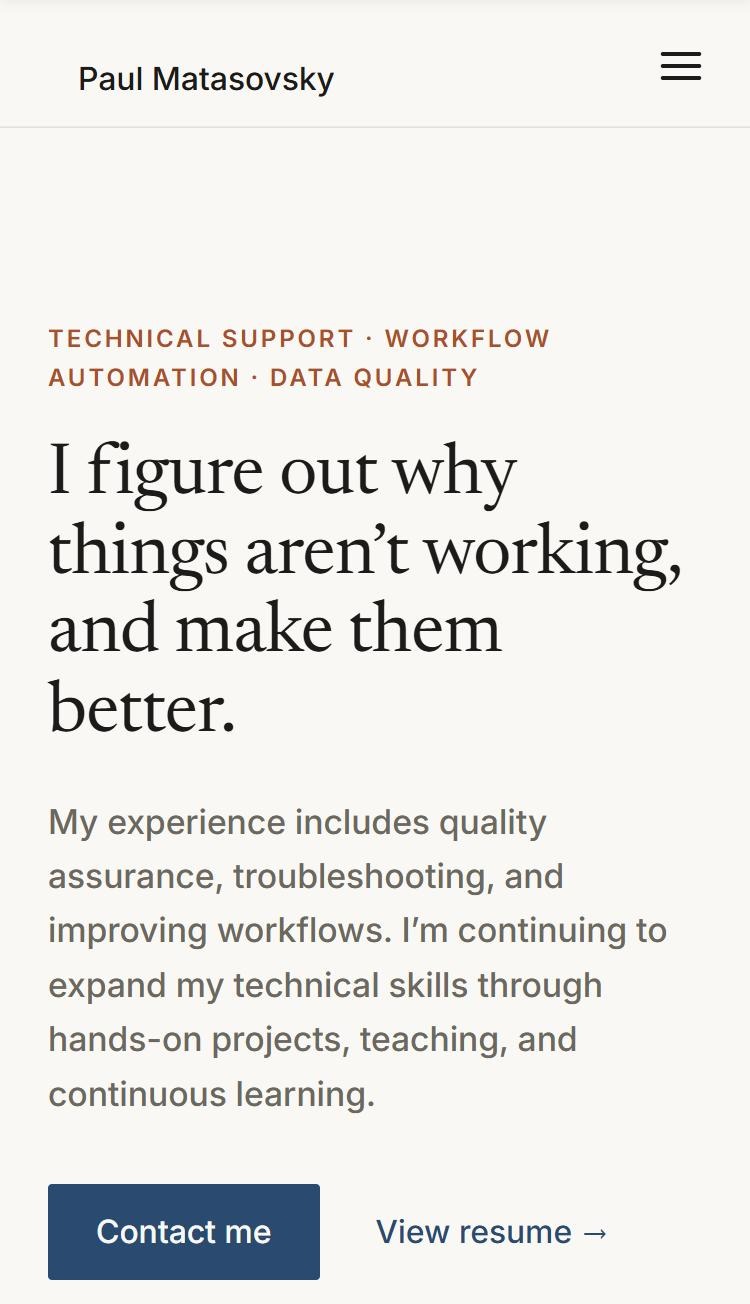 Paul Matasovsky
TECHNICAL SUPPORT · WORKFLOW
AUTOMATION · DATA QUALITY
I figure out why
things aren’t working,
and make them
better.
My experience includes quality
assurance, troubleshooting, and
improving workflows. I’m continuing to
expand my technical skills through
hands-on projects, teaching, and
continuous learning.
Contact me
View resume →